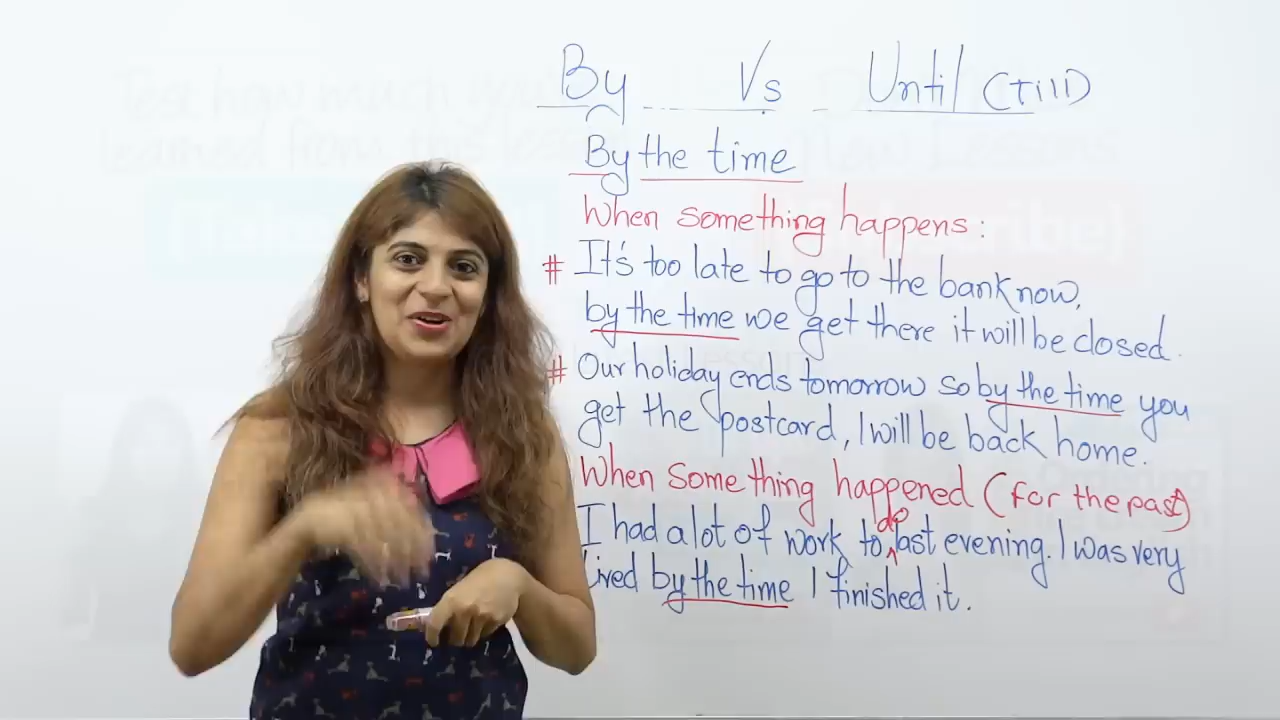 By Vs Until (Till)
By the time
When something happens:
# It's too late to go to the bank now,
by the time we get there it will be closed.
# Our holiday ends tomorrow so by the time you
get the postcard, I will be back home.
When something happened (for the past)
I had a lot of work to do last evening. I was very
tired by the time I finished it.